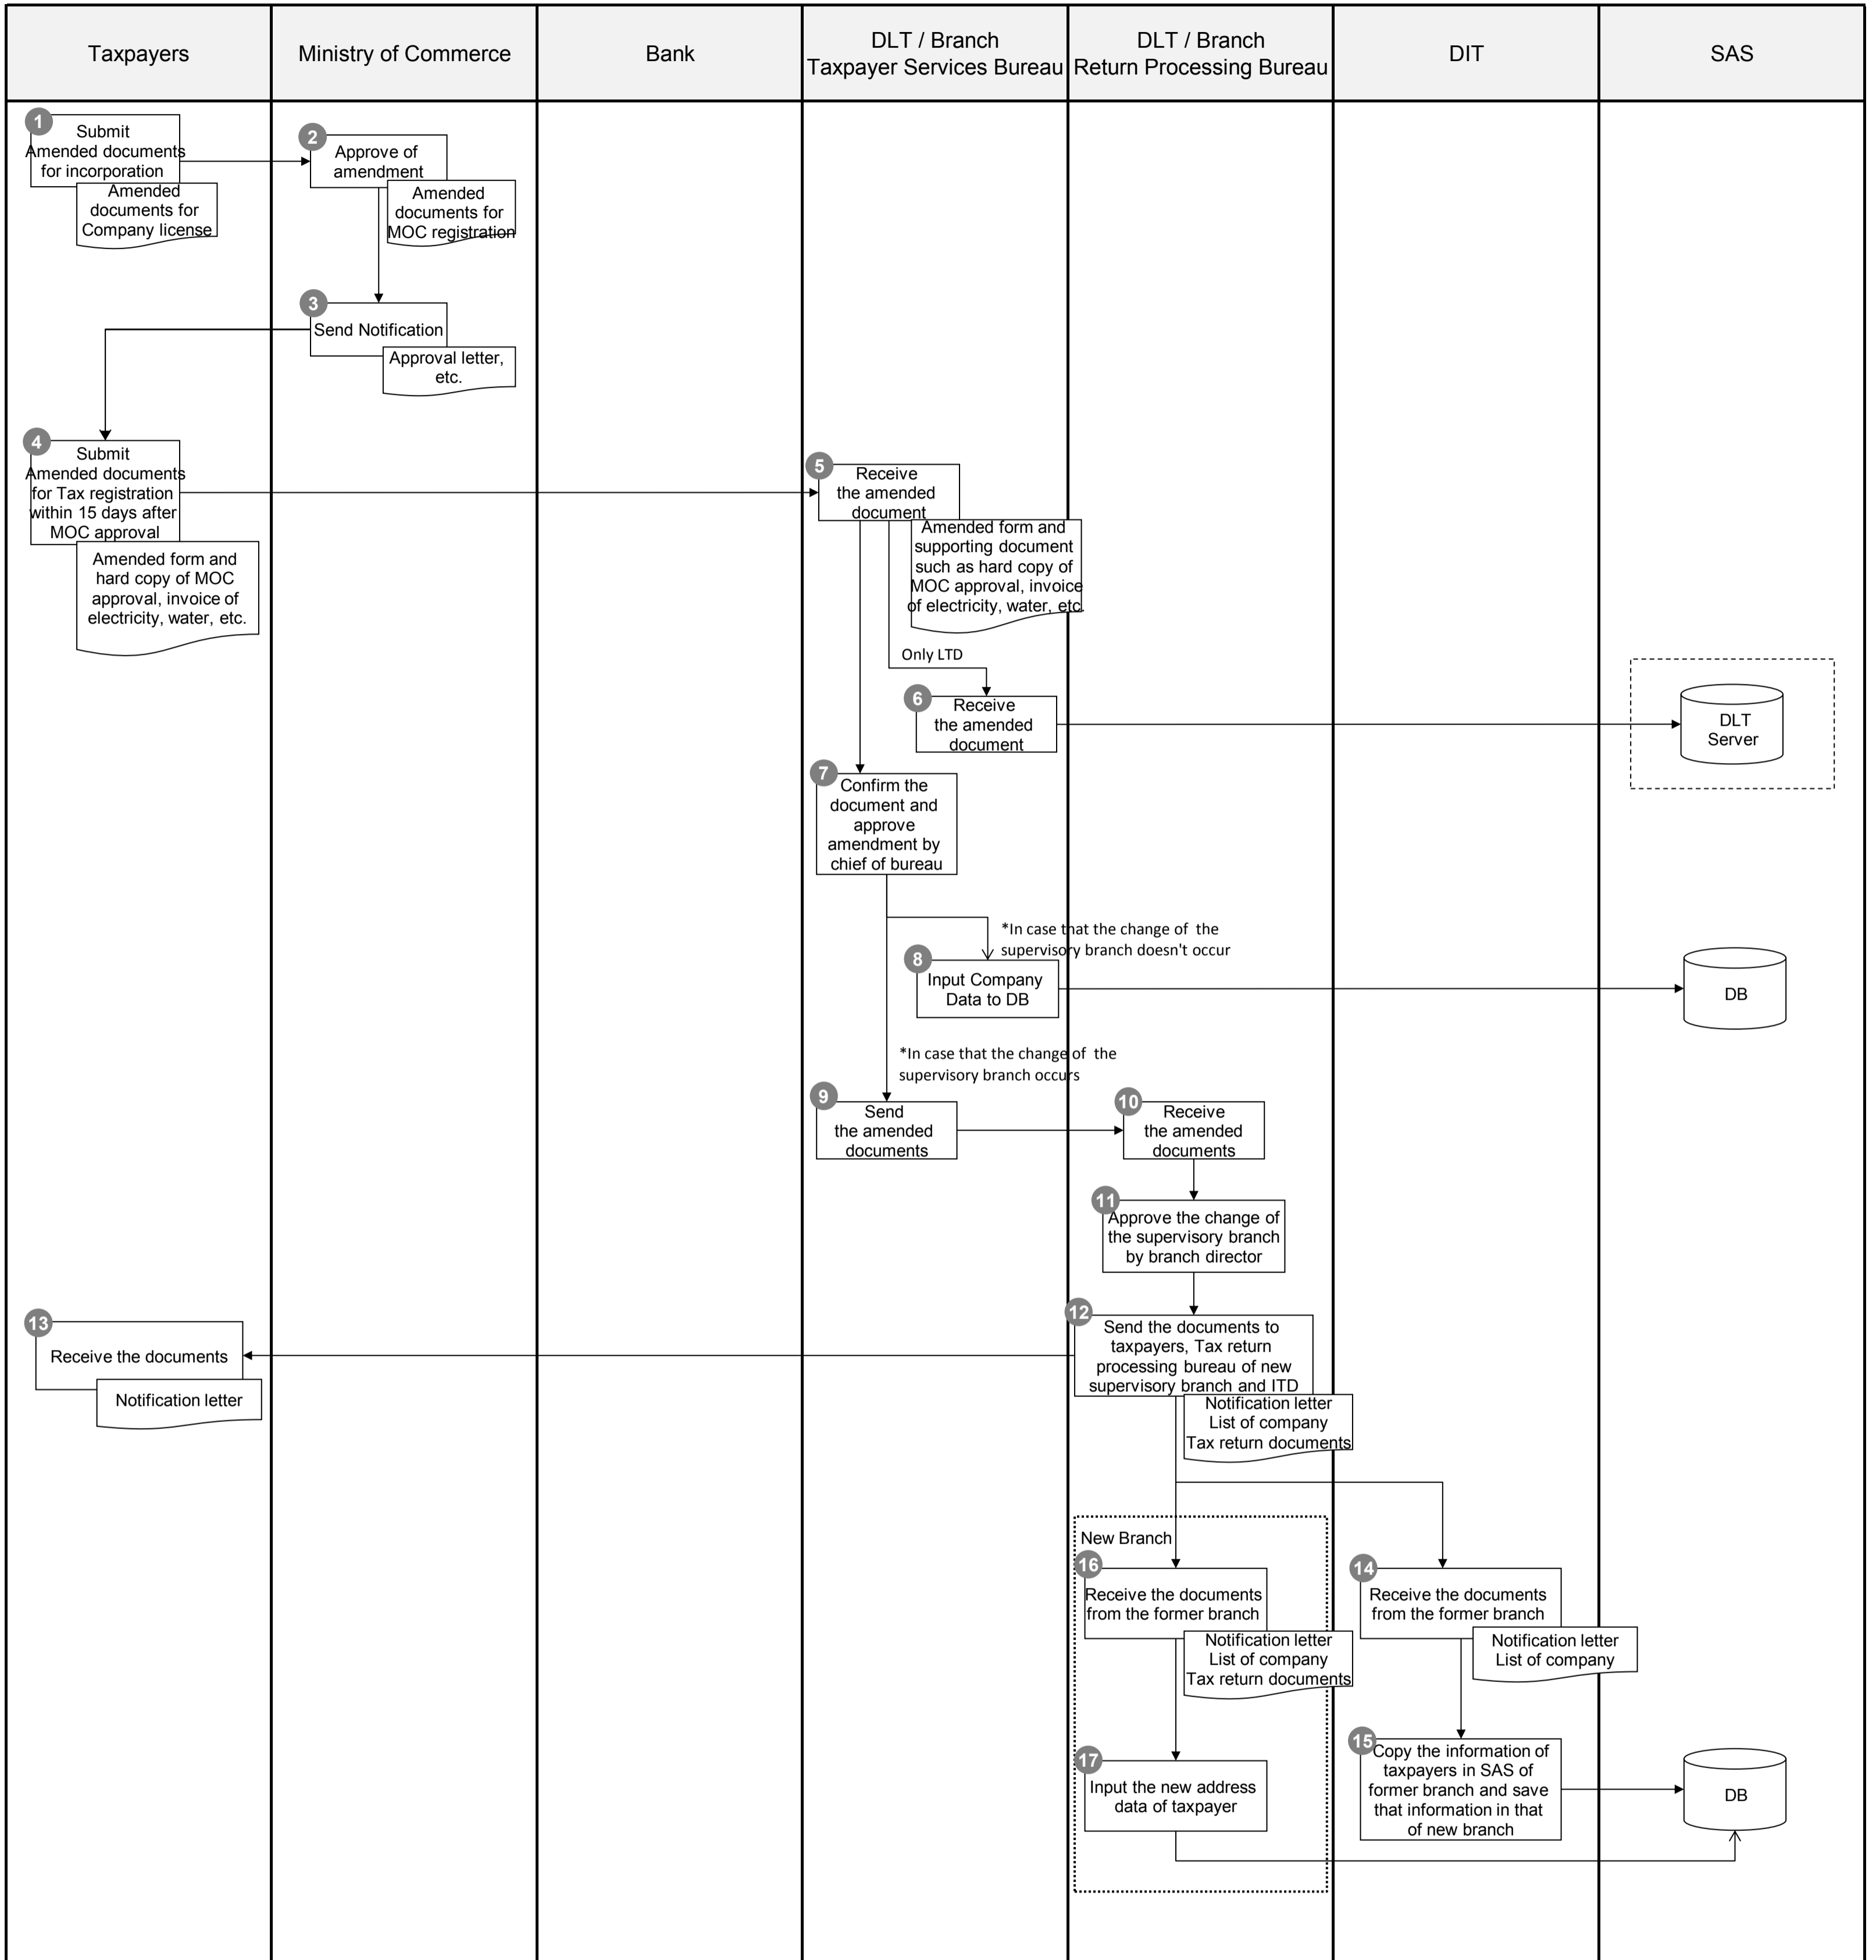 Taxpayers
Ministry of Commerce
Bank
DLT / Branch
Taxpayer Services Bureau
DLT / Branch
Return Processing Bureau
DIT
SAS
1
Submit
Amended documents
for incorporation
Amended
documents for
Company license
2
Approve of
amendment
Amended
documents for
MOC registration
3
Send Notification
Approval letter,
etc.
4
Submit
Amended documents
for Tax registration
within 15 days after
MOC approval
Amended form and
hard copy of MOC
approval, invoice of
electricity, water, etc.
5
Receive
the amended
document
Amended form and
supporting document
such as hard copy of
MOC approval, invoice
of electricity, water, etc.
Only LTD
6
Receive
the amended
document
DLT
Server
7
Confirm the
document and
approve
amendment by
chief of bureau
*In case that the change of the
supervisory branch doesn't occur
8
Input Company
Data to DB
DB
*In case that the change of the
supervisory branch occurs
9
Send
the amended
documents
10
Receive
the amended
documents
11
Approve the change of
the supervisory branch
by branch director
12
Send the documents to
taxpayers, Tax return
processing bureau of new
supervisory branch and ITD
Notification letter
List of company
Tax return documents
13
Receive the documents
Notification letter
New Branch
16
Receive the documents
from the former branch
Notification letter
List of company
Tax return documents
14
Receive the documents
from the former branch
Notification letter
List of company
17
Input the new address
data of taxpayer
15
Copy the information of
taxpayers in SAS of
former branch and save
that information in that
of new branch
DB